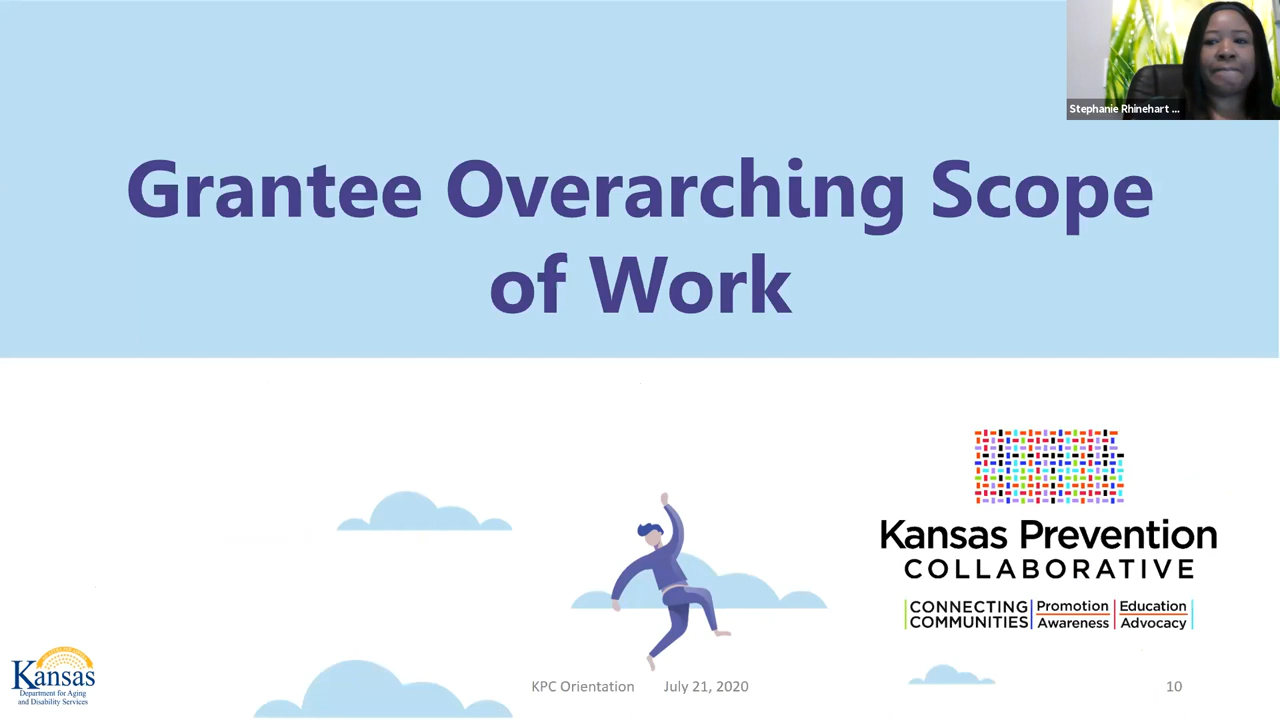 Stephanie Rhinehart ...
Grantee Overarching Scope
of Work
Kansas Prevention
COLLABORATIVE
CONNECTING
COMMUNITIES
Promotion
Awareness
Education
Advocacy
Kansas
Department for Aging
and Disability Services
KPC Orientation July 21, 2020
10